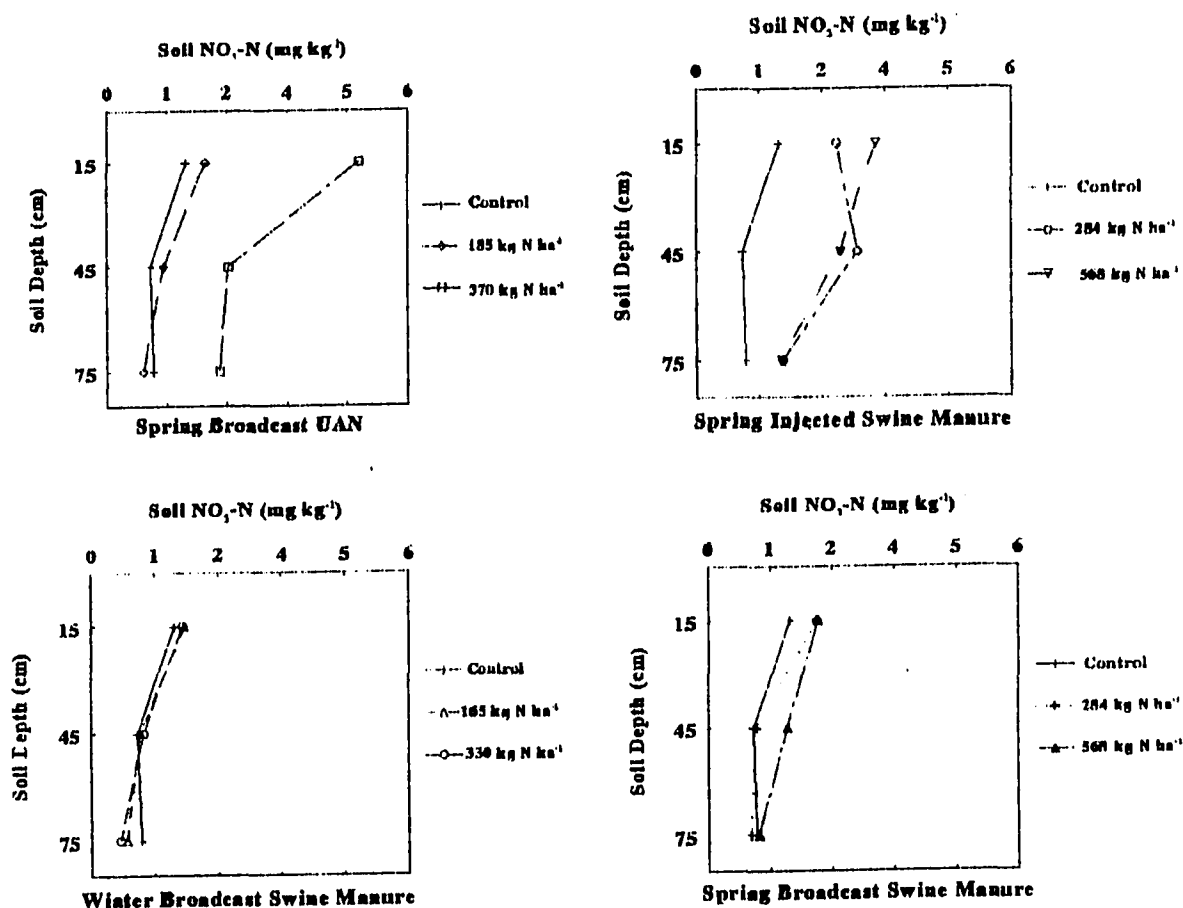 Soil NO₃-N (mg kg⁻¹)
0 1 2 4 5 6
15
45
75
Soil Depth (cm)
Control
185 kg N ha⁻¹
370 kg N ha⁻¹
Spring Broadcast UAN
Soil NO₃-N (mg kg⁻¹)
0 1 2 3 4 5 6
15
45
75
Soil Depth (cm)
Control
284 kg N ha⁻¹
568 kg N ha⁻¹
Spring Injected Swine Manure
Soil NO₃-N (mg kg⁻¹)
0 1 2 4 5 6
15
45
75
Soil Depth (cm)
Control
165 kg N ha⁻¹
330 kg N ha⁻¹
Winter Broadcast Swine Manure
Soil NO₃-N (mg kg⁻¹)
0 1 2 3 4 5 6
15
45
75
Soil Depth (cm)
Control
284 kg N ha⁻¹
568 kg N ha⁻¹
Spring Broadcast Swine Manure